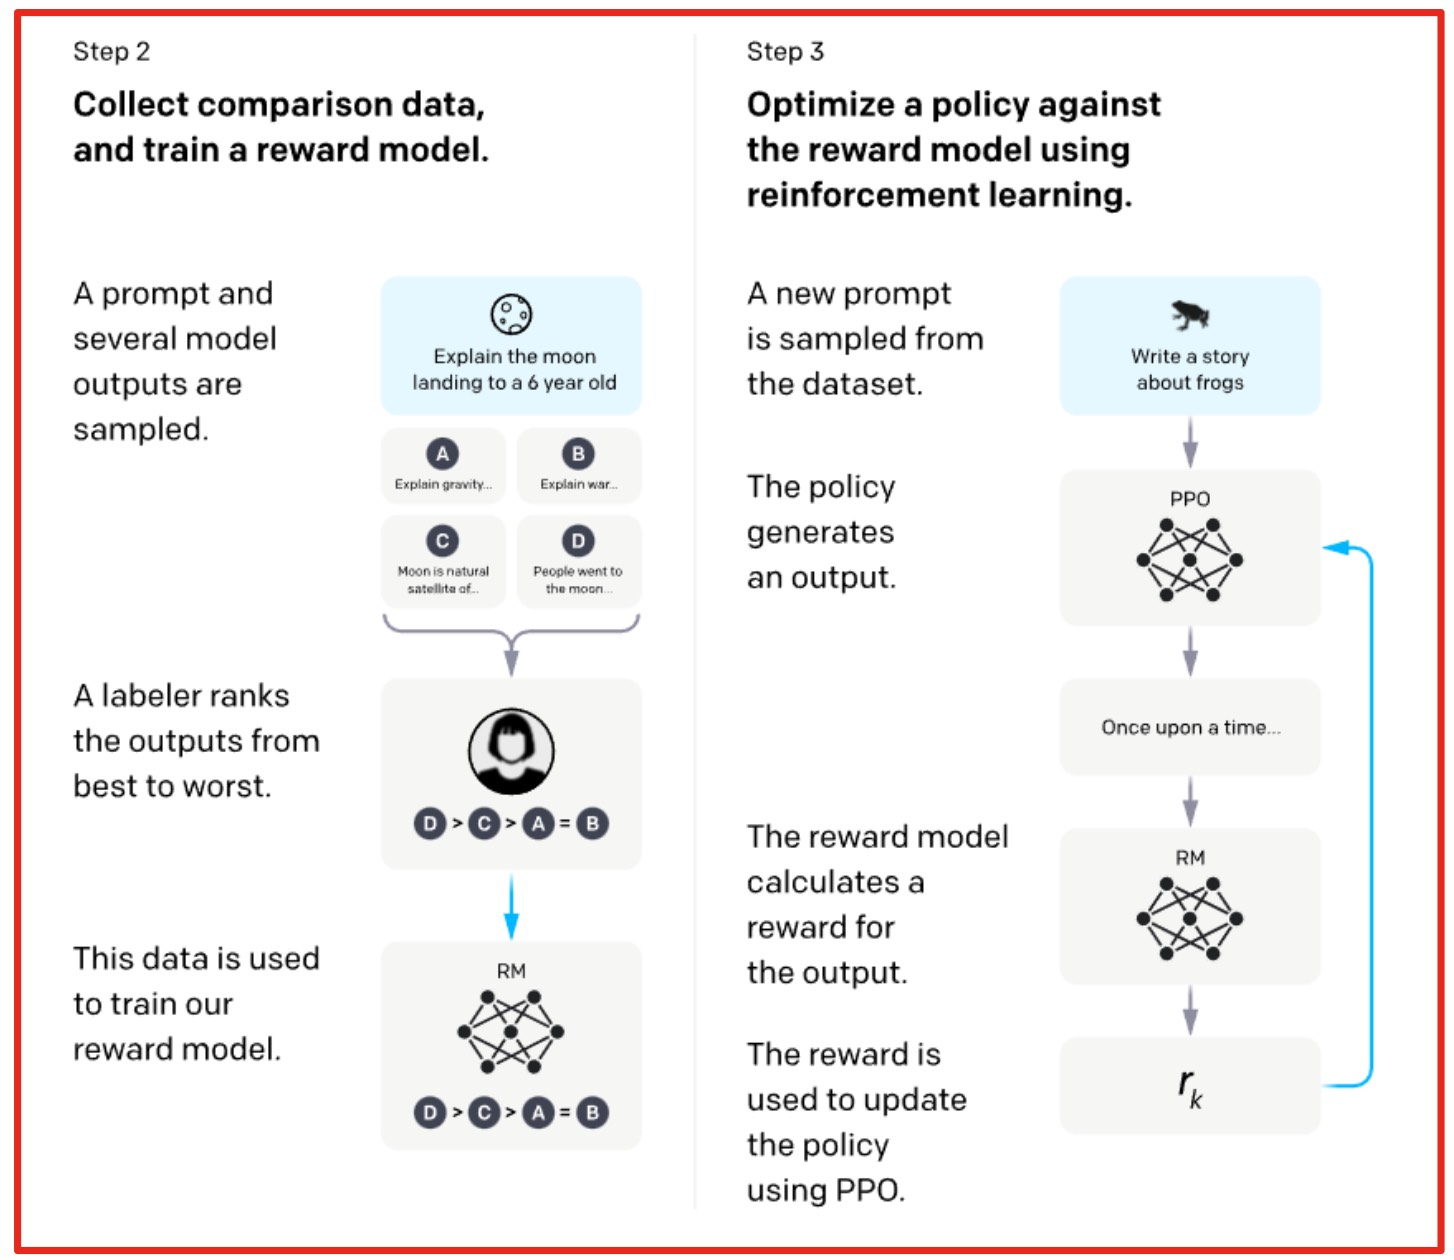 Step 2
Collect comparison data,
and train a reward model.
A prompt and
several model
outputs are
sampled.
Explain the moon
landing to a 6 year old
A
Explain gravity...
B
Explain war...
C
Moon is natural
satellite of...
D
People went to
the moon...
A labeler ranks
the outputs from
best to worst.
D > C > A = B
This data is used
to train our
reward model.
RM
D > C > A = B
Step 3
Optimize a policy against
the reward model using
reinforcement learning.
A new prompt
is sampled from
the dataset.
Write a story
about frogs
The policy
generates
an output.
PPO
Once upon a time...
The reward model
calculates a
reward for
the output.
RM
The reward is
used to update
the policy
using PPO.
r_k